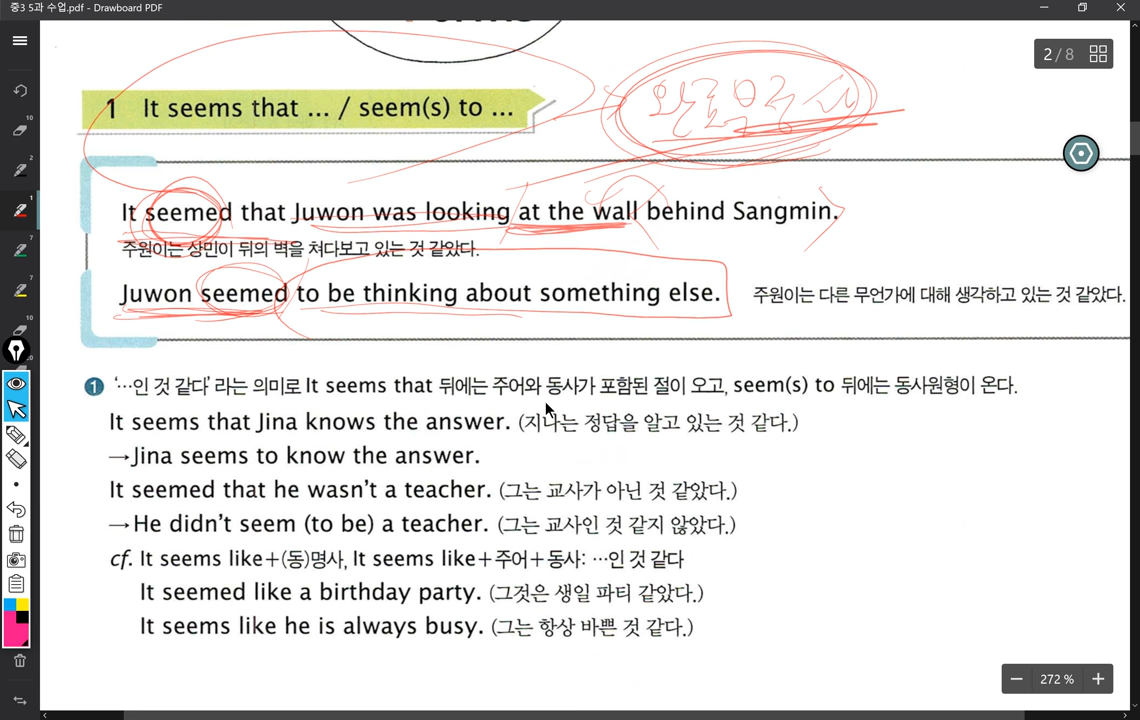 중3 5과 수업.pdf - Drawboard PDF
2 / 8
1 It seems that ... / seem(s) to ...
It seemed that Juwon was looking at the wall behind Sangmin.
주원이는 상민이 뒤의 벽을 쳐다보고 있는 것 같았다.
Juwon seemed to be thinking about something else. 주원이는 다른 무언가에 대해 생각하고 있는 것 같았다.
1 '…인 것 같다' 라는 의미로 It seems that 뒤에는 주어와 동사가 포함된 절이 오고, seem(s) to 뒤에는 동사원형이 온다.
It seems that Jina knows the answer. (지나는 정답을 알고 있는 것 같다.)
→Jina seems to know the answer.
It seemed that he wasn't a teacher. (그는 교사가 아닌 것 같았다.)
→He didn't seem (to be) a teacher. (그는 교사인 것 같지 않았다.)
cf. It seems like+(동)명사, It seems like+주어+동사: …인 것 같다
It seemed like a birthday party. (그것은 생일 파티 같았다.)
It seems like he is always busy. (그는 항상 바쁜 것 같다.)
272 %